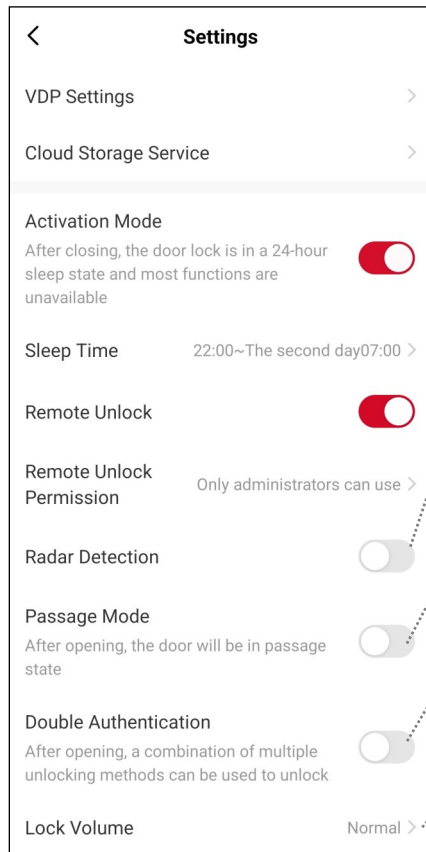 Settings
VDP Settings
Cloud Storage Service
Activation Mode
After closing, the door lock is in a 24-hour
sleep state and most functions are
unavailable
Sleep Time 22:00~The second day07:00
Remote Unlock
Remote Unlock
Permission
Only administrators can use
Radar Detection
Passage Mode
After opening, the door will be in passage
state
Double Authentication
After opening, a combination of multiple
unlocking methods can be used to unlock
Lock Volume Normal